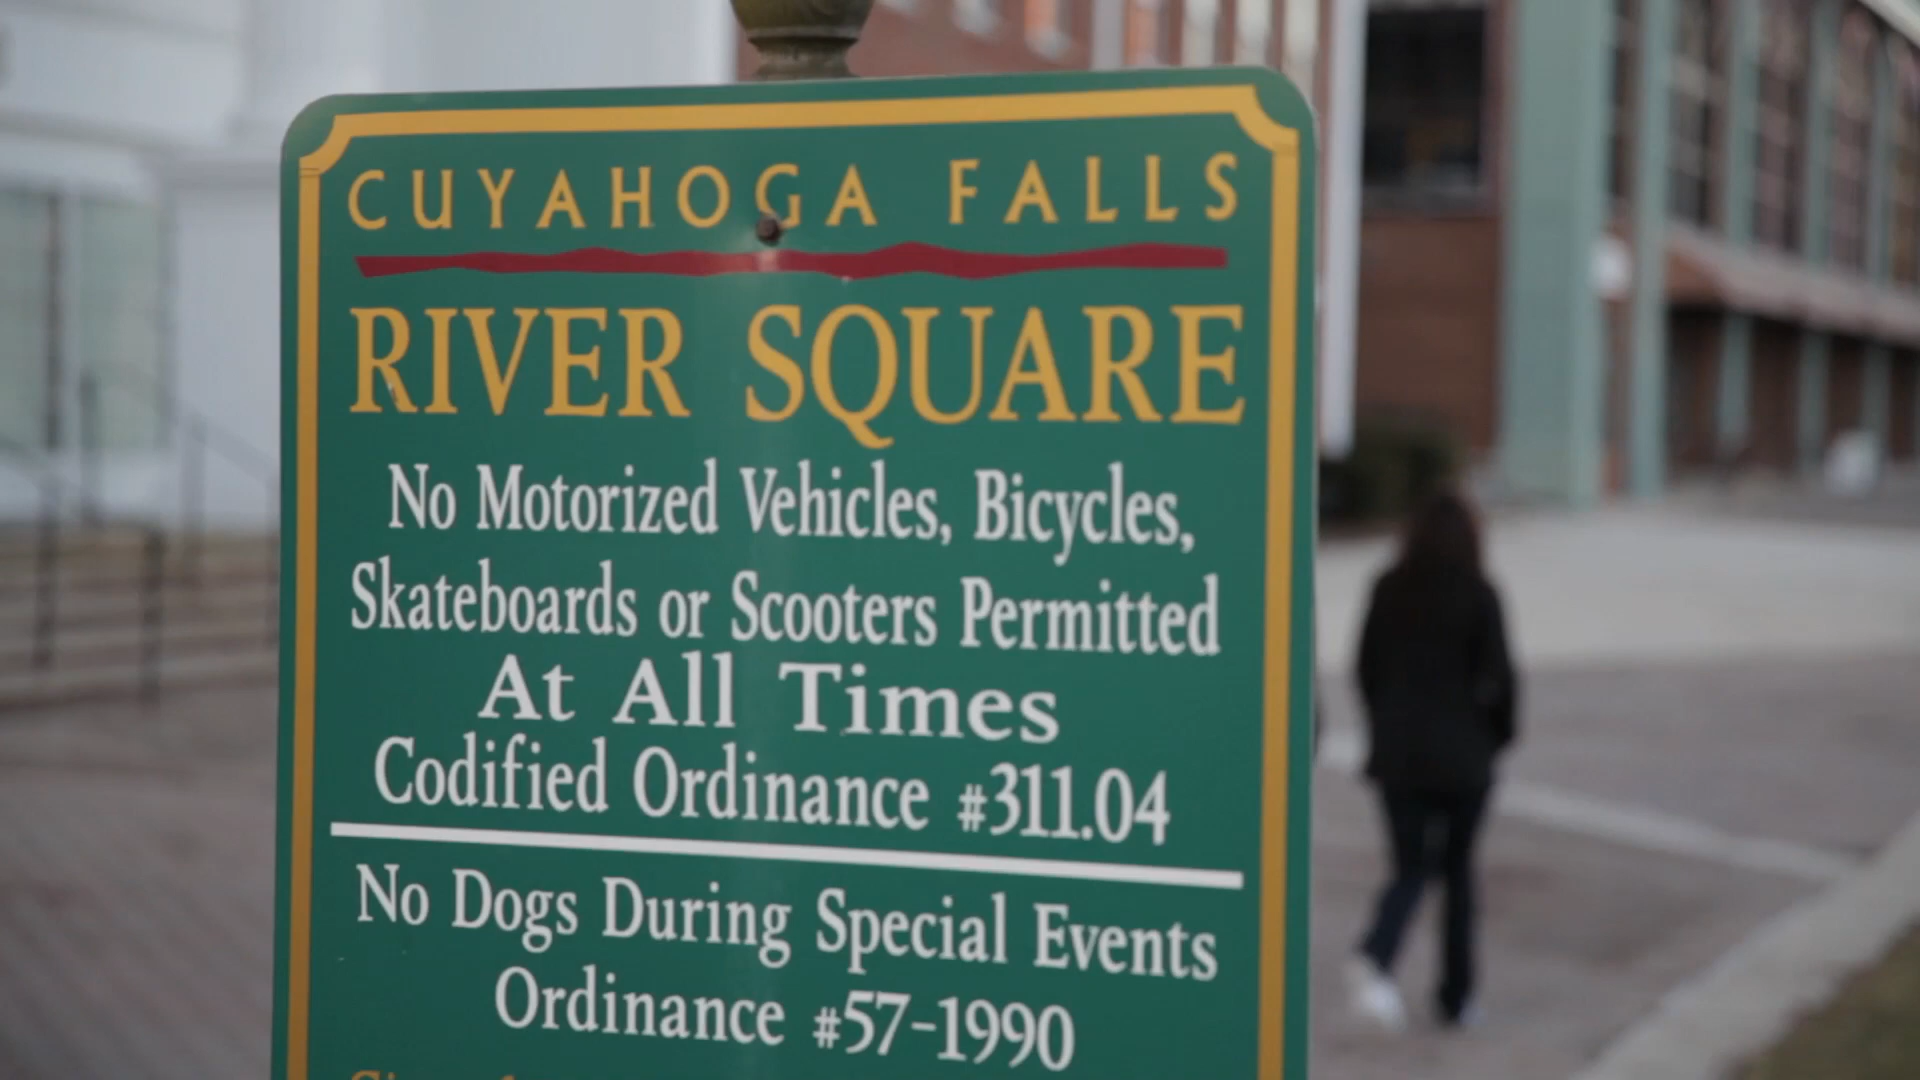 CUYAHOGA FALLS
RIVER SQUARE
No Motorized Vehicles, Bicycles,
Skateboards or Scooters Permitted
At All Times
Codified Ordinance #311.04
No Dogs During Special Events
Ordinance #57-1990